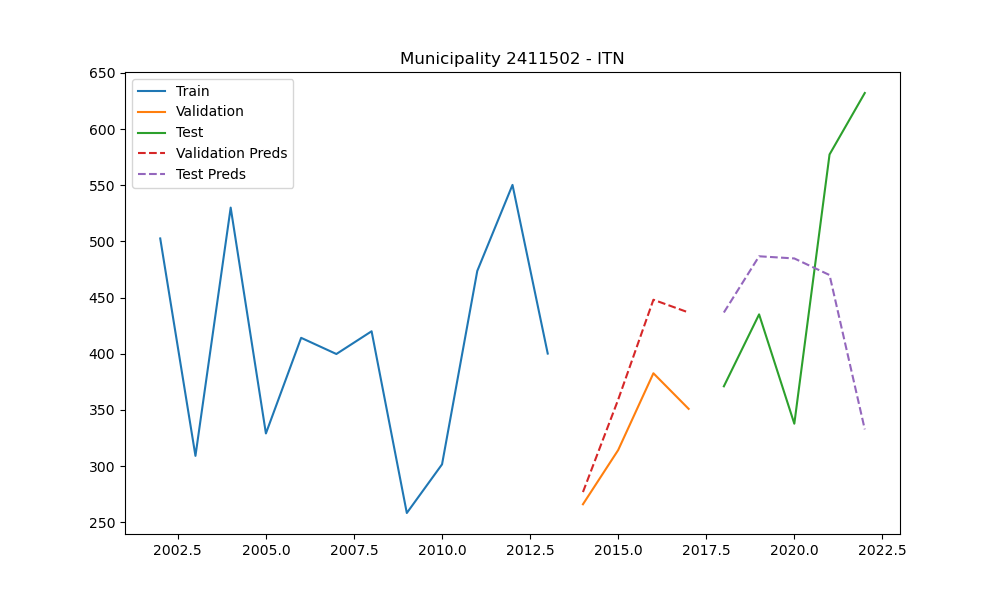 Municipality 2411502 - ITN
650
600
550
500
450
400
350
300
250
Train
Validation
Test
Validation Preds
Test Preds
2002.5 2005.0 2007.5 2010.0 2012.5 2015.0 2017.5 2020.0 2022.5